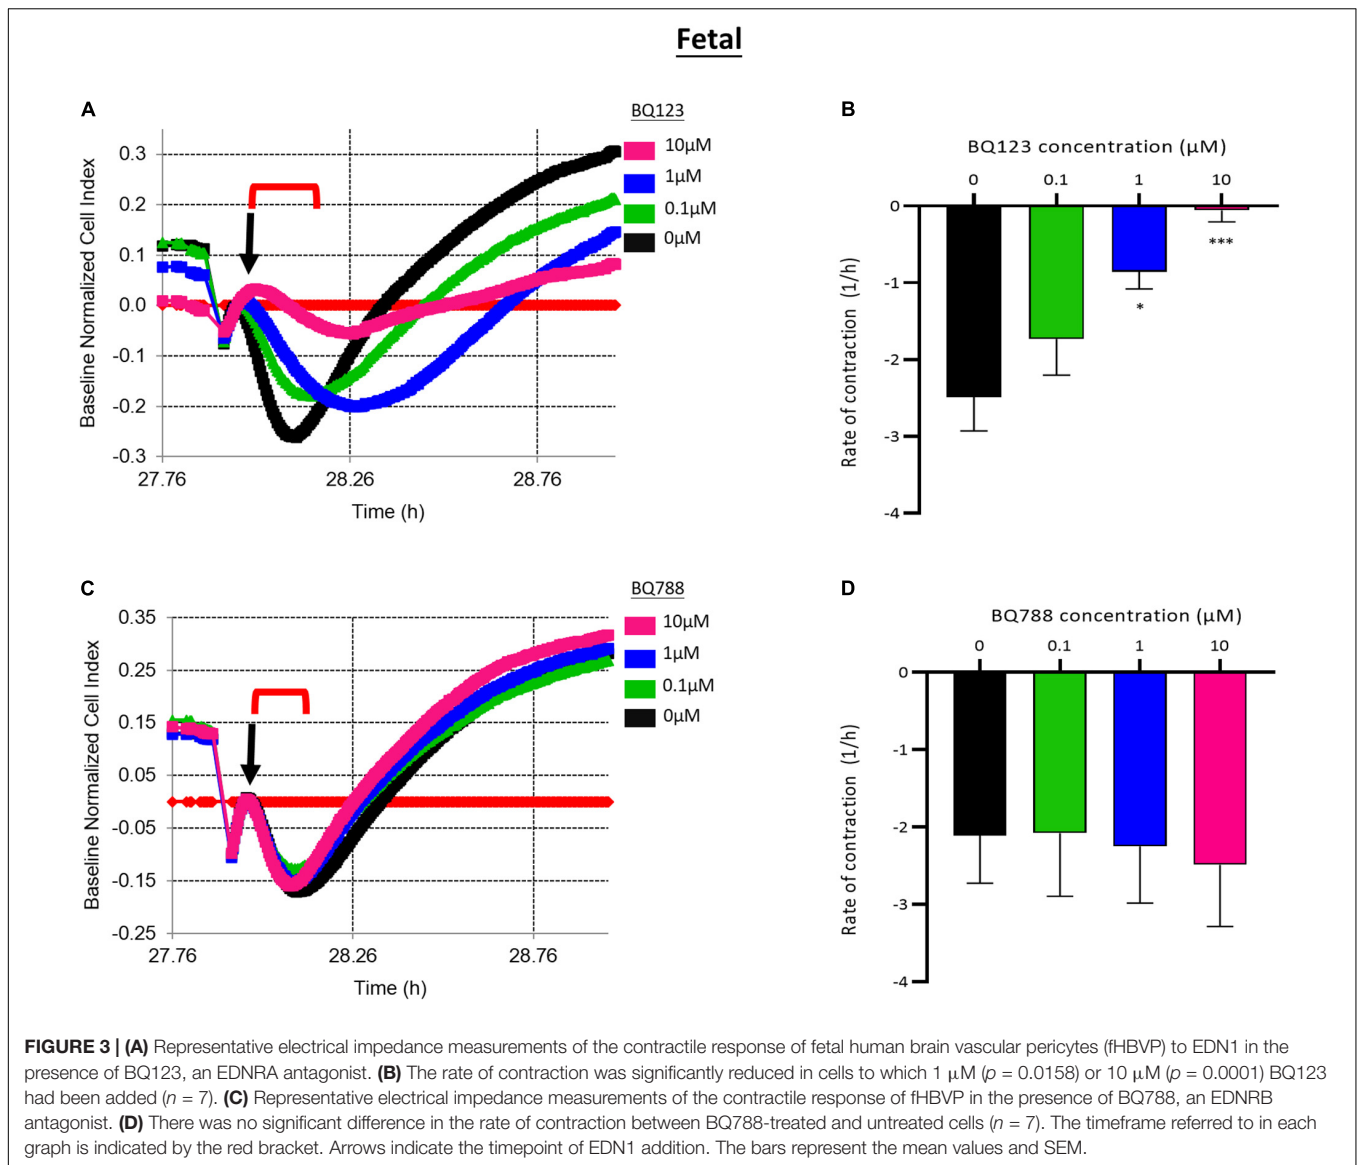 Fetal
A
BQ123
10µM
1µM
0.1µM
0µM
Baseline Normalized Cell Index
0.3
0.2
0.1
0.0
-0.1
-0.2
-0.3
27.76 28.26 28.76
Time (h)
B
BQ123 concentration (µM)
0 0.1 1 10
Rate of contraction (1/h)
0
-1
-2
-3
-4
*
***
C
BQ788
10µM
1µM
0.1µM
0µM
Baseline Normalized Cell Index
0.35
0.25
0.15
0.05
-0.05
-0.15
-0.25
27.76 28.26 28.76
Time (h)
D
BQ788 concentration (µM)
0 0.1 1 10
Rate of contraction (1/h)
0
-1
-2
-3
-4
FIGURE 3 | (A) Representative electrical impedance measurements of the contractile response of fetal human brain vascular pericytes (fHBVP) to EDN1 in the
presence of BQ123, an EDNRA antagonist. (B) The rate of contraction was significantly reduced in cells to which 1 µM (p = 0.0158) or 10 µM (p = 0.0001) BQ123
had been added (n = 7). (C) Representative electrical impedance measurements of the contractile response of fHBVP in the presence of BQ788, an EDNRB
antagonist. (D) There was no significant difference in the rate of contraction between BQ788-treated and untreated cells (n = 7). The timeframe referred to in each
graph is indicated by the red bracket. Arrows indicate the timepoint of EDN1 addition. The bars represent the mean values and SEM.